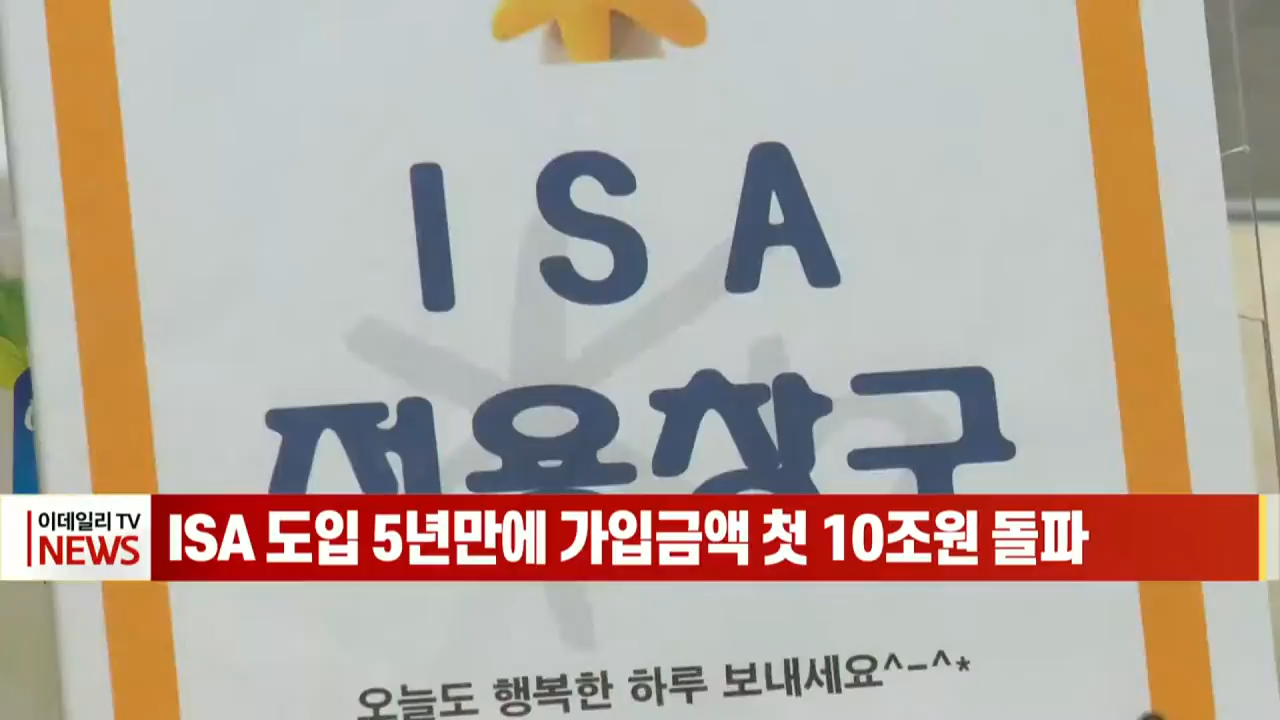 ISA
전용창구
이데일리 TV
NEWS
ISA 도입 5년만에 가입금액 첫 10조원 돌파
오늘도 행복한 하루 보내세요^-^*